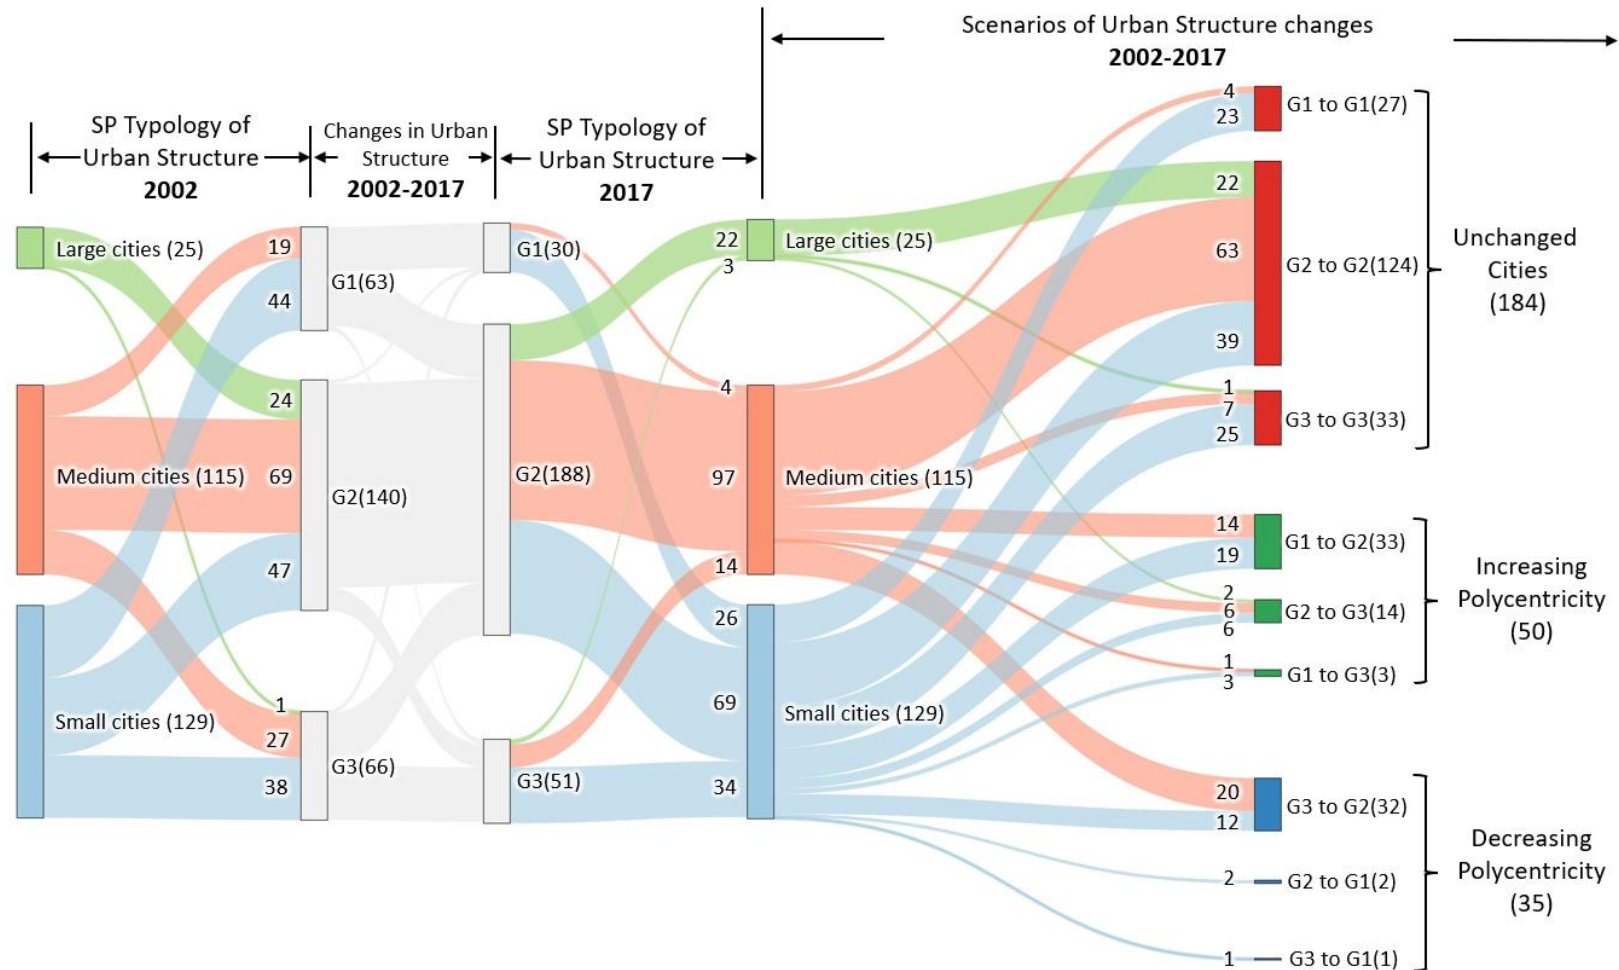 Scenarios of Urban Structure changes
2002-2017
SP Typology of
Urban Structure
2002
Changes in Urban
Structure
2002-2017
SP Typology of
Urban Structure
2017
Large cities (25)
Medium cities (115)
Small cities (129)
19
44
24
69
47
1
27
38
G1(63)
G2(140)
G3(66)
G1(30)
G2(188)
G3(51)
22
3
4
97
14
26
69
34
Large cities (25)
Medium cities (115)
Small cities (129)
4
23
G1 to G1(27)
22
63
39
G2 to G2(124)
1
7
25
G3 to G3(33)
Unchanged
Cities
(184)
14
19
G1 to G2(33)
2
6
6
G2 to G3(14)
1
3
G1 to G3(3)
Increasing
Polycentricity
(50)
20
12
G3 to G2(32)
2
G2 to G1(2)
1
G3 to G1(1)
Decreasing
Polycentricity
(35)